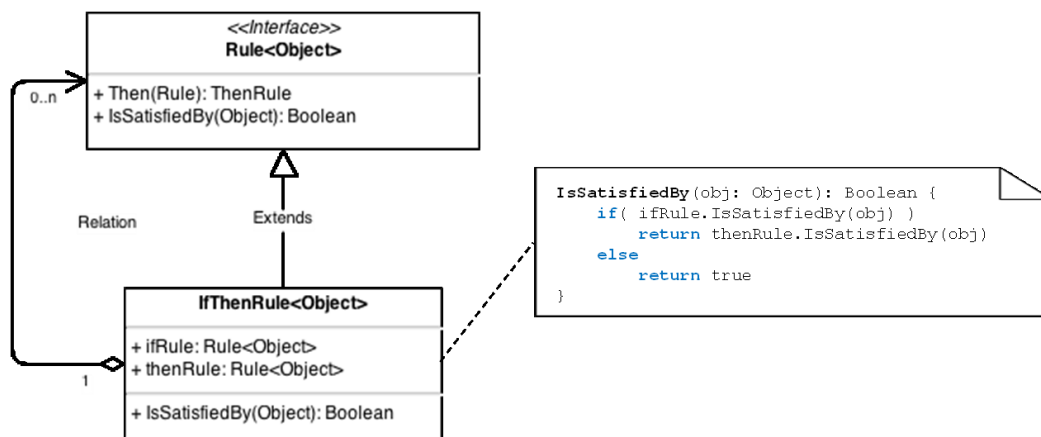 <<Interface>>
Rule<Object>
+ Then(Rule): ThenRule
+ IsSatisfiedBy(Object): Boolean
0..n
Relation
Extends
IfThenRule<Object>
+ ifRule: Rule<Object>
+ thenRule: Rule<Object>
+ IsSatisfiedBy(Object): Boolean
1
IsSatisfiedBy(obj: Object): Boolean {
    if( ifRule.IsSatisfiedBy(obj) )
        return thenRule.IsSatisfiedBy(obj)
    else
        return true
}